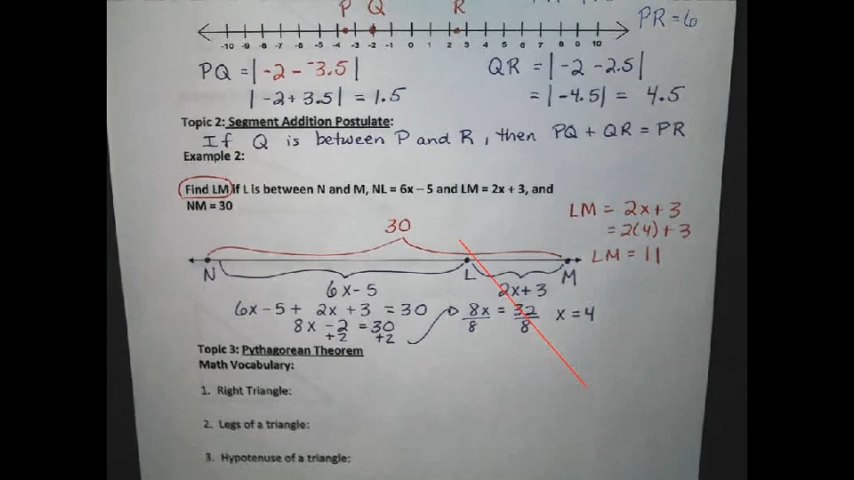 P Q R
PR = 6
-10 -9 -8 -7 -6 -5 -4 -3 -2 -1 0 1 2 3 4 5 6 7 8 9 10
PQ = |-2 - -3.5| QR = |-2 - 2.5|
|-2 + 3.5| = 1.5 = |-4.5| = 4.5
Topic 2: Segment Addition Postulate:
If Q is between P and R, then PQ + QR = PR
Example 2:
Find LM if L is between N and M, NL = 6x – 5 and LM = 2x + 3, and
NM = 30
LM = 2x + 3
= 2(4) + 3
LM = 11
30
N L M
6x - 5 2x + 3
6x - 5 + 2x + 3 = 30 8x = 32 x = 4
8x - 2 = 30 8 8
+2 +2
Topic 3: Pythagorean Theorem
Math Vocabulary:
1. Right Triangle:
2. Legs of a triangle:
3. Hypotenuse of a triangle: